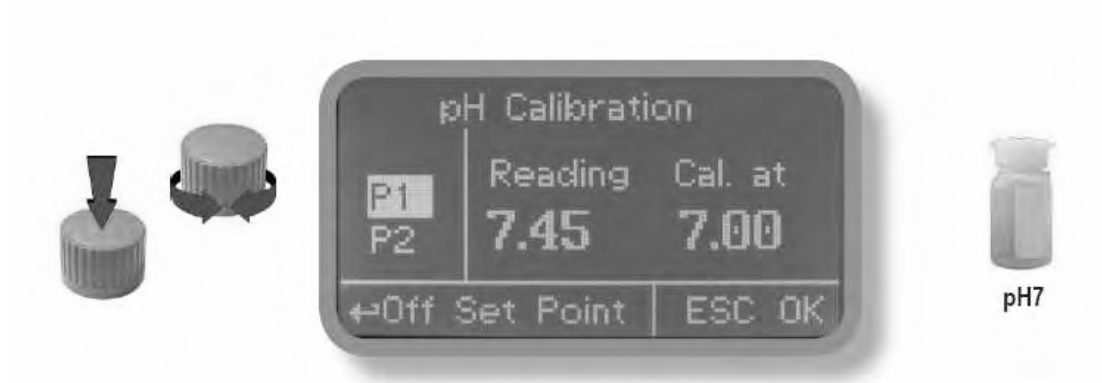 pH Calibration
Reading Cal. at
P1
7.45 7.00
P2
↩Off Set Point ESC OK
pH7